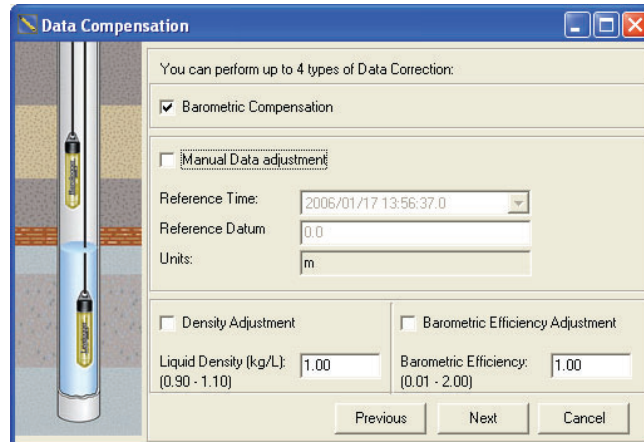 Data Compensation
You can perform up to 4 types of Data Correction:
Barometric Compensation
Manual Data adjustment
Reference Time:
2006/01/17 13:56:37.0
Reference Datum
0.0
Units:
m
Density Adjustment
Liquid Density (kg/L):
1.00
(0.90 - 1.10)
Barometric Efficiency Adjustment
Barometric Efficiency:
1.00
(0.01 - 2.00)
Previous
Next
Cancel
Barologger
Levelogger